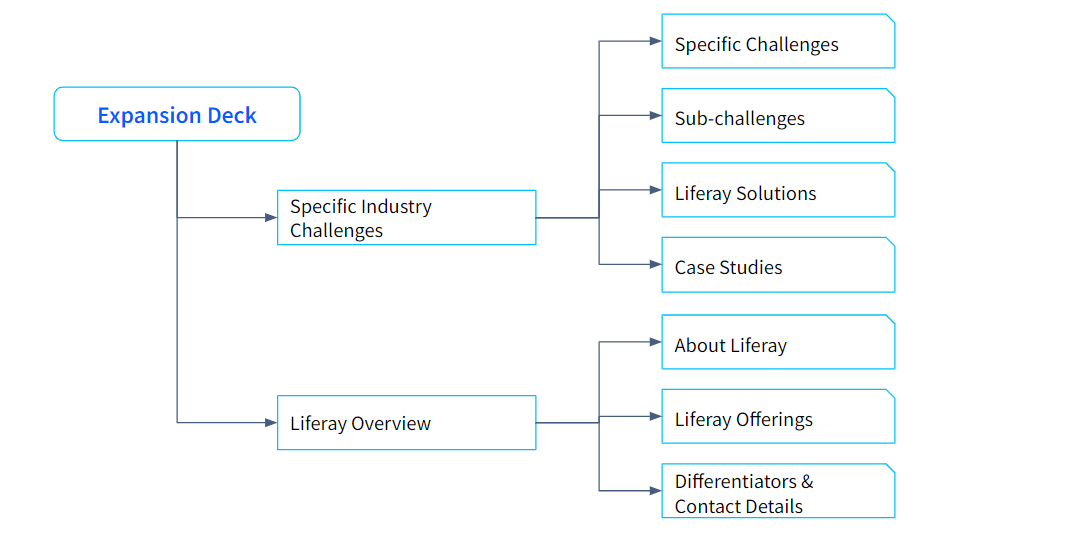 Expansion Deck
Specific Industry
Challenges
Liferay Overview
Specific Challenges
Sub-challenges
Liferay Solutions
Case Studies
About Liferay
Liferay Offerings
Differentiators &
Contact Details